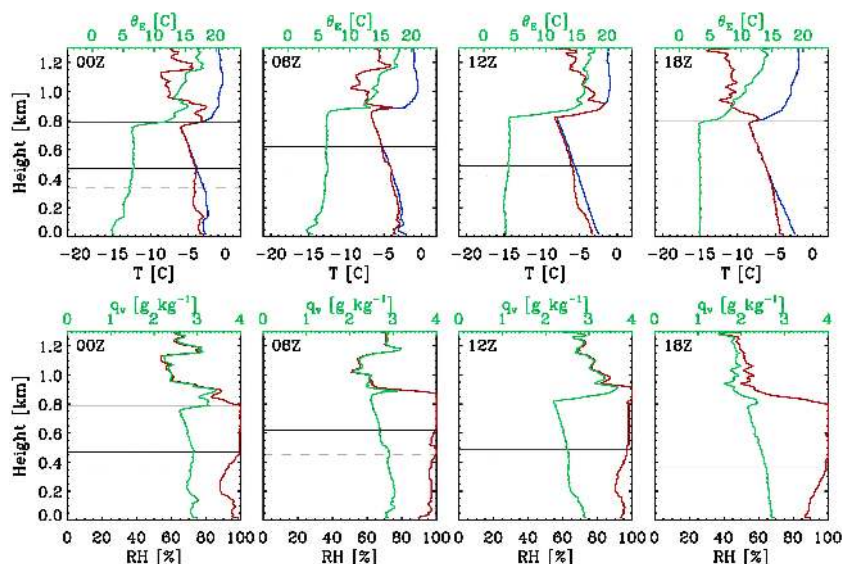 θE [C] θE [C] θE [C] θE [C]
0 5 10 15 20 0 5 10 15 20 0 5 10 15 20 0 5 10 15 20
00Z 06Z 12Z 18Z
1.2
1.0
0.8
0.6
0.4
0.2
0.0
Height [km]
-20 -15 -10 -5 0 -20 -15 -10 -5 0 -20 -15 -10 -5 0 -20 -15 -10 -5 0
T [C] T [C] T [C] T [C]
qv [g kg⁻¹] qv [g kg⁻¹] qv [g kg⁻¹] qv [g kg⁻¹]
0 1 2 3 4 0 1 2 3 4 0 1 2 3 4 0 1 2 3 4
00Z 06Z 12Z 18Z
1.2
1.0
0.8
0.6
0.4
0.2
0.0
Height [km]
0 20 40 60 80 100 0 20 40 60 80 100 0 20 40 60 80 100 0 20 40 60 80 100
RH [%] RH [%] RH [%] RH [%]